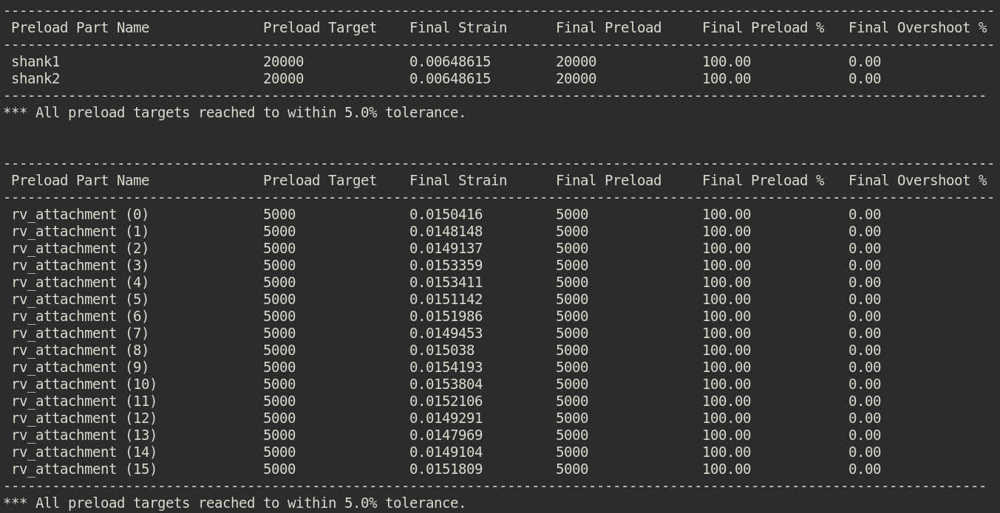 --------------------------------------------------------------------------------------------------------------------------
 Preload Part Name              Preload Target    Final Strain      Final Preload     Final Preload %   Final Overshoot %
--------------------------------------------------------------------------------------------------------------------------
 shank1                         20000             0.00648615        20000             100.00            0.00
 shank2                         20000             0.00648615        20000             100.00            0.00
-------------------------------------------------------------------------------------------------------------------------
*** All preload targets reached to within 5.0% tolerance.
--------------------------------------------------------------------------------------------------------------------------
 Preload Part Name              Preload Target    Final Strain      Final Preload     Final Preload %   Final Overshoot %
--------------------------------------------------------------------------------------------------------------------------
 rv_attachment (0)              5000              0.0150416         5000              100.00            0.00
 rv_attachment (1)              5000              0.0148148         5000              100.00            0.00
 rv_attachment (2)              5000              0.0149137         5000              100.00            0.00
 rv_attachment (3)              5000              0.0153359         5000              100.00            0.00
 rv_attachment (4)              5000              0.0153411         5000              100.00            0.00
 rv_attachment (5)              5000              0.0151142         5000              100.00            0.00
 rv_attachment (6)              5000              0.0151986         5000              100.00            0.00
 rv_attachment (7)              5000              0.0149453         5000              100.00            0.00
 rv_attachment (8)              5000              0.015038          5000              100.00            0.00
 rv_attachment (9)              5000              0.0154193         5000              100.00            0.00
 rv_attachment (10)             5000              0.0153804         5000              100.00            0.00
 rv_attachment (11)             5000              0.0152106         5000              100.00            0.00
 rv_attachment (12)             5000              0.0149291         5000              100.00            0.00
 rv_attachment (13)             5000              0.0147969         5000              100.00            0.00
 rv_attachment (14)             5000              0.0149104         5000              100.00            0.00
 rv_attachment (15)             5000              0.0151809         5000              100.00            0.00
-------------------------------------------------------------------------------------------------------------------------
*** All preload targets reached to within 5.0% tolerance.